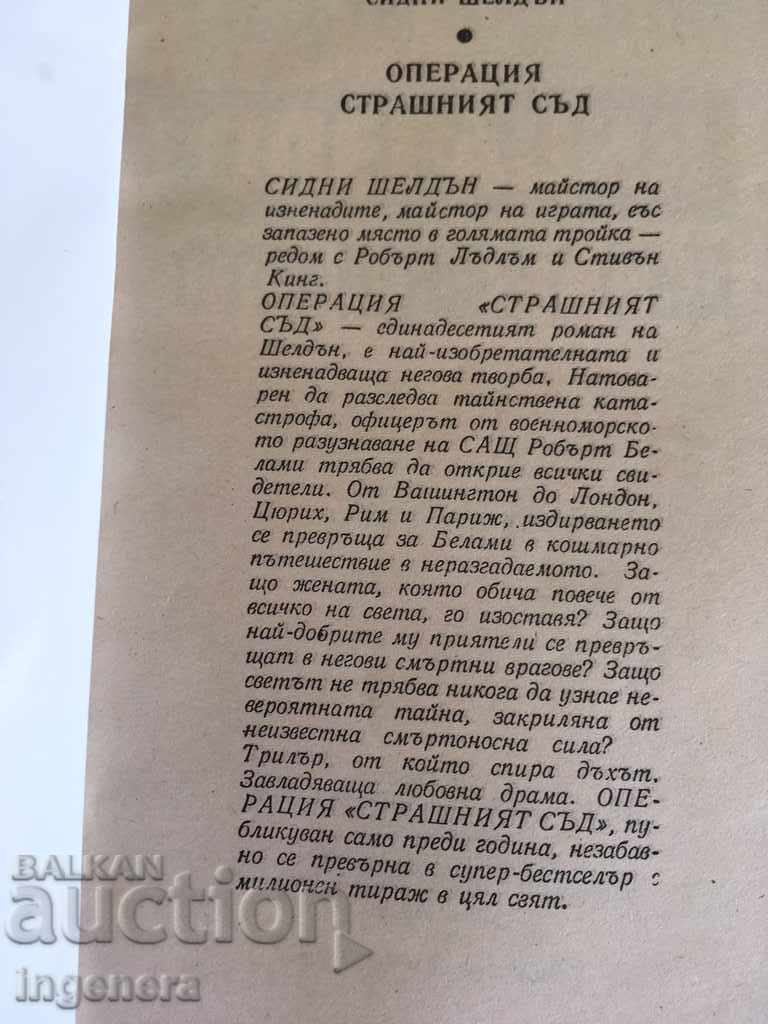 СИДНИ ШЕЛДЪН
ОПЕРАЦИЯ
СТРАШНИЯТ СЪД
СИДНИ ШЕЛДЪН — майстор на
изненадите, майстор на играта, със
запазено място в голямата тройка —
редом с Робърт Лъдлъм и Стивън
Кинг.
ОПЕРАЦИЯ «СТРАШНИЯТ
СЪД» — единадесетият роман на
Шелдън, е най-изобретателната и
изненадваща негова творба. Натова-
рен да разследва тайнствена ката-
строфа, офицерът от военноморско-
то разузнаване на САЩ Робърт Бе-
лами трябва да открие всички сви-
детели. От Вашингтон до Лондон,
Цюрих, Рим и Париж, издирването
се превръща за Белами в кошмарно
пътешествие в неразгадаемото. За-
що жената, която обича повече от
всичко на света, го изоставя? Защо
най-добрите му приятели се превръ-
щат в негови смъртни врагове? Защо
светът не трябва никога да узнае не-
вероятната тайна, закриляна от
неизвестна смъртоносна сила?
Трилър, от който спира дъхът.
Завладяваща любовна драма. ОПЕ-
РАЦИЯ «СТРАШНИЯТ СЪД», пу-
бликуван само преди година, незабав-
но се превърна в супер-бестселър с
милионен тираж в цял свят.
BALKAN
auction
ingenera